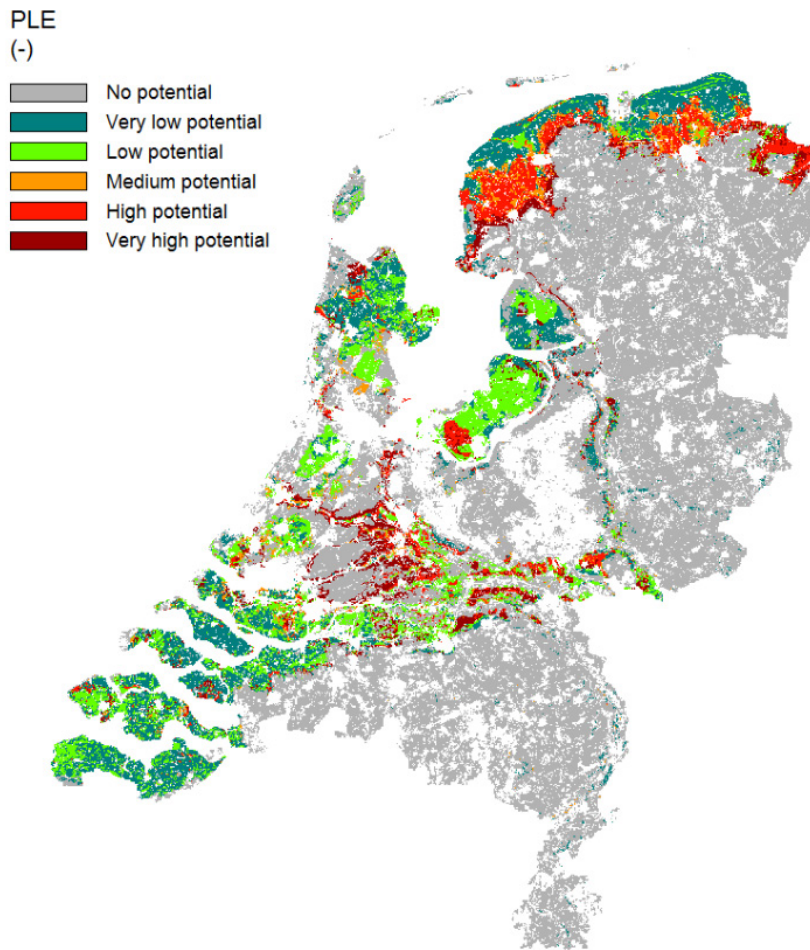 PLE
(-)
No potential
Very low potential
Low potential
Medium potential
High potential
Very high potential